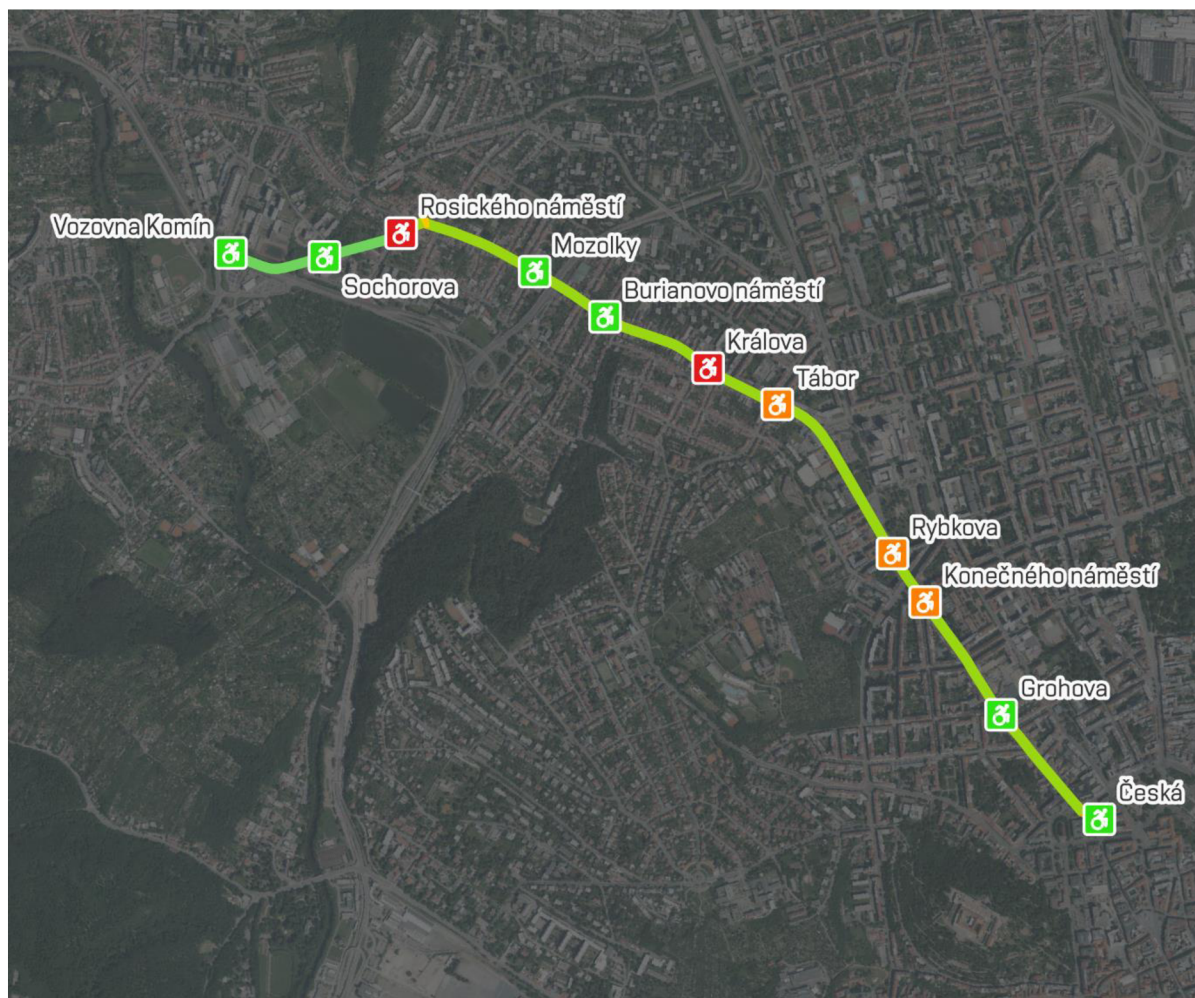 Rosického náměstí
Vozovna Komín
Mozolky
Sochorova
Burianovo náměstí
Králova
Tábor
Rybkova
Konečného náměstí
Grohova
Česká